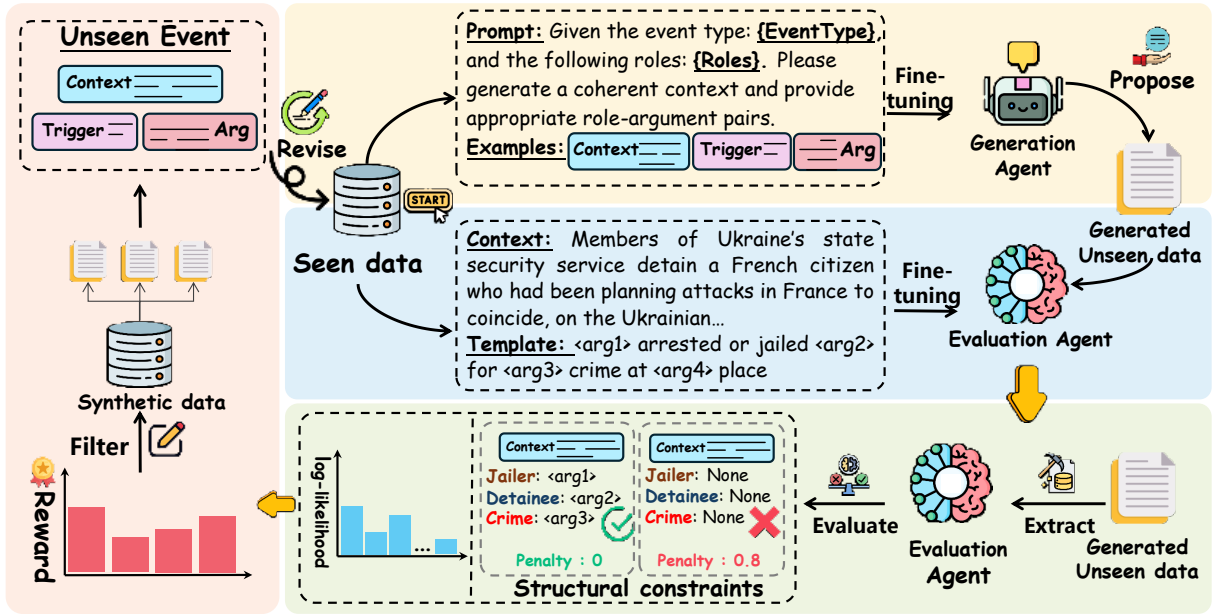 Unseen Event
Context
Trigger
Arg
Revise
START
Seen data
Prompt: Given the event type: {EventType},
and the following roles: {Roles}. Please
generate a coherent context and provide
appropriate role-argument pairs.
Examples:
Context
Trigger
Arg
Fine-
tuning
Generation
Agent
Propose
Generated
Unseen data
Context: Members of Ukraine's state
security service detain a French citizen
who had been planning attacks in France to
coincide, on the Ukrainian...
Template: <arg1> arrested or jailed <arg2>
for <arg3> crime at <arg4> place
Fine-
tuning
Evaluation Agent
Generated
Unseen data
Extract
Evaluation
Agent
Evaluate
Context
Jailer: <arg1>
Detainee: <arg2>
Crime: <arg3>
Penalty : 0
Context
Jailer: None
Detainee: None
Crime: None
Penalty : 0.8
Structural constraints
log-likelihood
...
Reward
Filter
Synthetic data